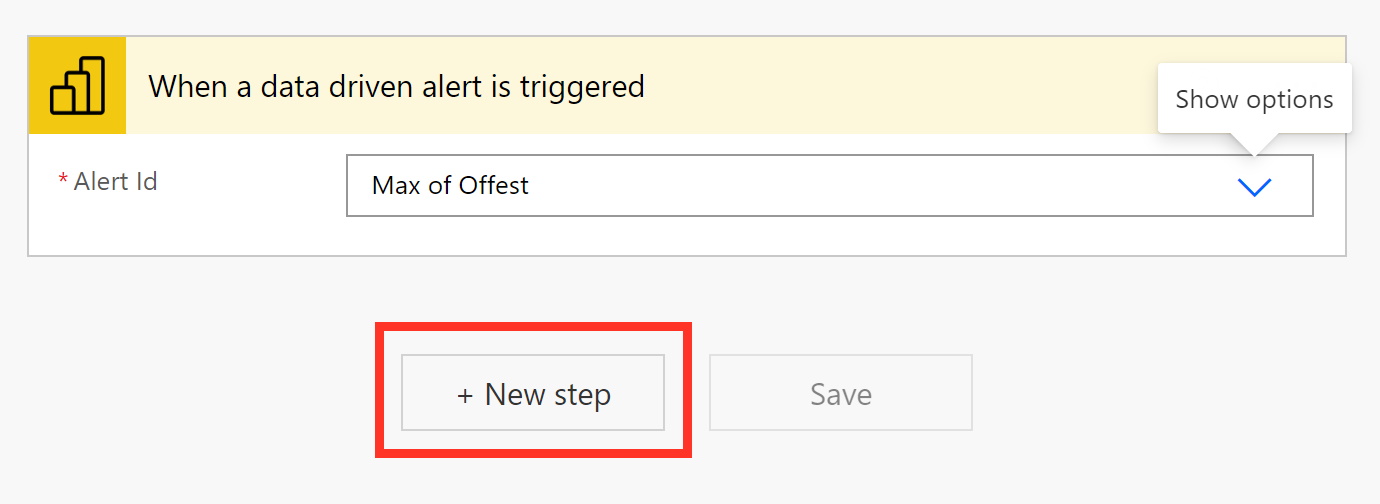 When a data driven alert is triggered
Show options
* Alert Id
Max of Offest
+ New step
Save